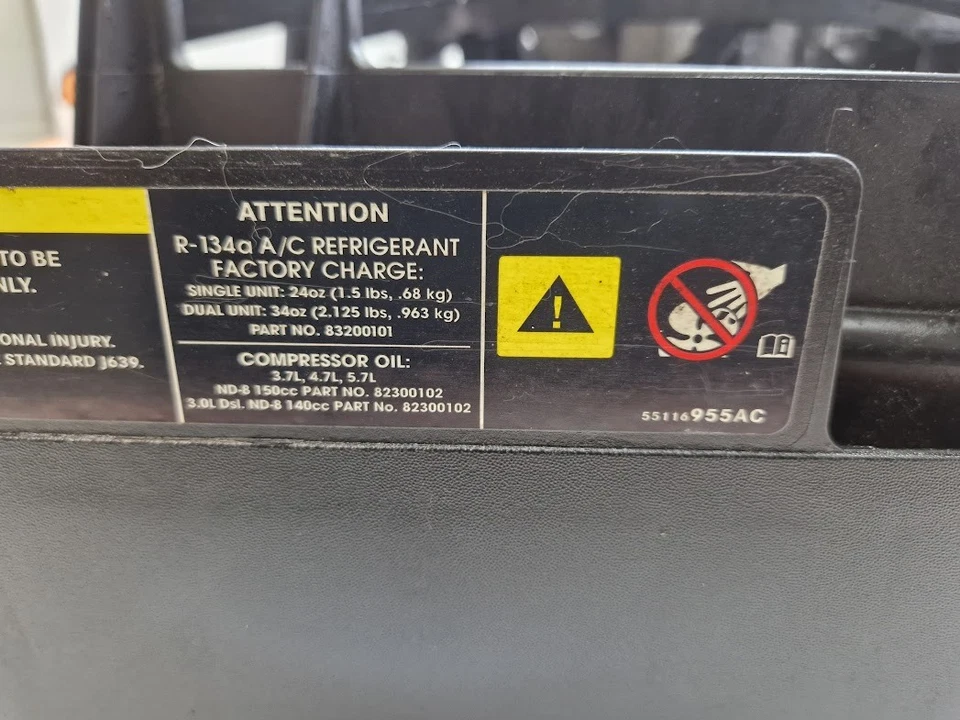 TO BE
NLY.
ONAL INJURY.
STANDARD J639.
ATTENTION
R-134a A/C REFRIGERANT
FACTORY CHARGE:
SINGLE UNIT: 24oz (1.5 lbs, .68 kg)
DUAL UNIT: 34oz (2.125 lbs, .963 kg)
PART NO. 83200101
COMPRESSOR OIL:
3.7L, 4.7L, 5.7L
ND-8 150cc PART NO. 82300102
3.0L Dsl. ND-8 140cc PART No. 82300102
!
55116955AC